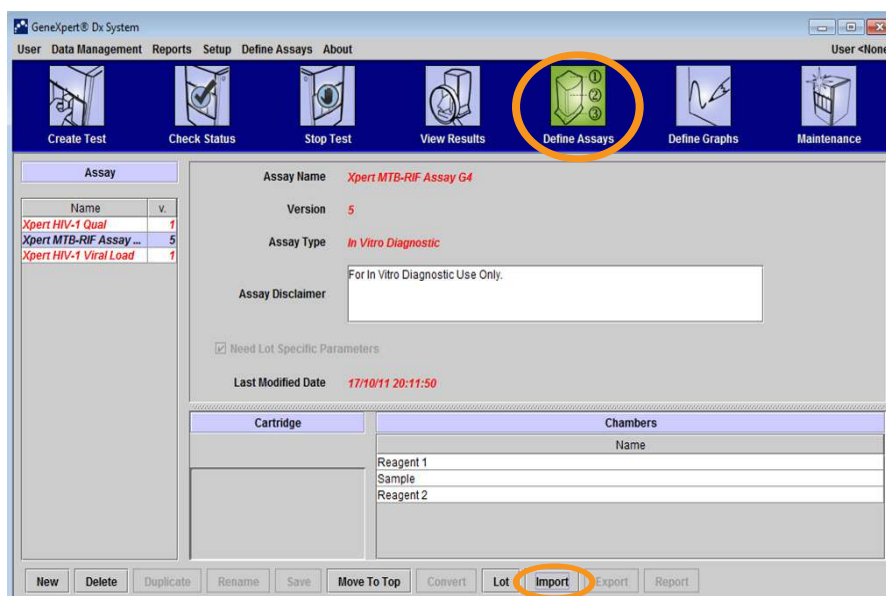 GeneXpert® Dx System
User Data Management Reports Setup Define Assays About User <None
Create Test Check Status Stop Test View Results Define Assays Define Graphs Maintenance
① ② ③
Assay
Name v.
Xpert HIV-1 Qual 1
Xpert MTB-RIF Assay ... 5
Xpert HIV-1 Viral Load 1
Assay Name Xpert MTB-RIF Assay G4
Version 5
Assay Type In Vitro Diagnostic
Assay Disclaimer For In Vitro Diagnostic Use Only.
Need Lot Specific Parameters
Last Modified Date 17/10/11 20:11:50
Cartridge Chambers
Name
Reagent 1
Sample
Reagent 2
New Delete Duplicate Rename Save Move To Top Convert Lot Import Export Report